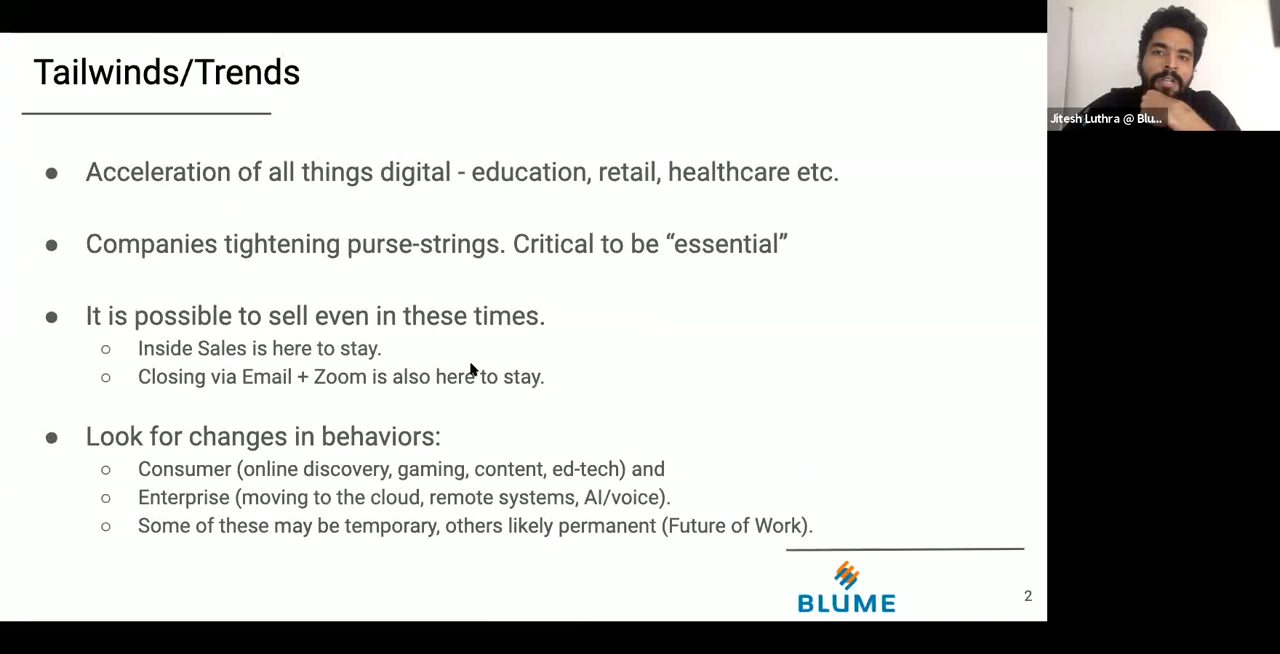 Tailwinds/Trends
● Acceleration of all things digital - education, retail, healthcare etc.
● Companies tightening purse-strings. Critical to be “essential”
● It is possible to sell even in these times.
○ Inside Sales is here to stay.
○ Closing via Email + Zoom is also here to stay.
● Look for changes in behaviors:
○ Consumer (online discovery, gaming, content, ed-tech) and
○ Enterprise (moving to the cloud, remote systems, AI/voice).
○ Some of these may be temporary, others likely permanent (Future of Work).
BLUME
2
Jitesh Luthra @ Blu...